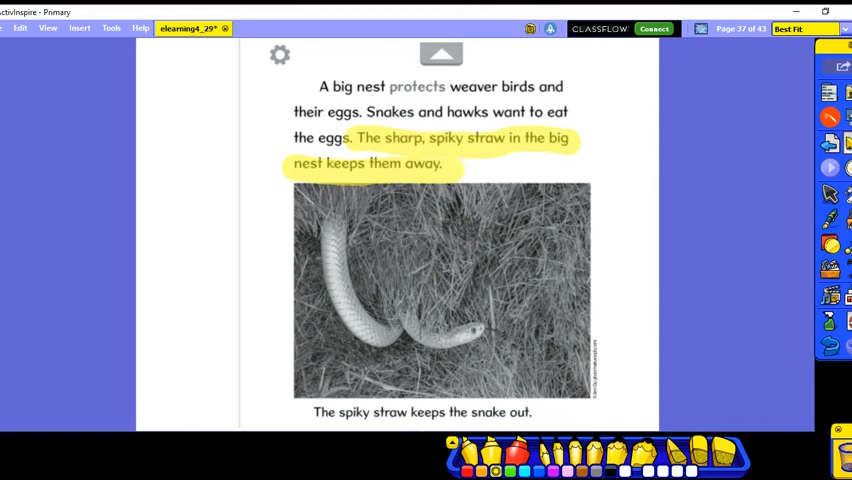 ActivInspire - Primary
Edit View Insert Tools Help
elearning4_29*
CLASSFLOW Connect
Page 37 of 43
Best Fit
A big nest protects weaver birds and
their eggs. Snakes and hawks want to eat
the eggs. The sharp, spiky straw in the big
nest keeps them away.
The spiky straw keeps the snake out.